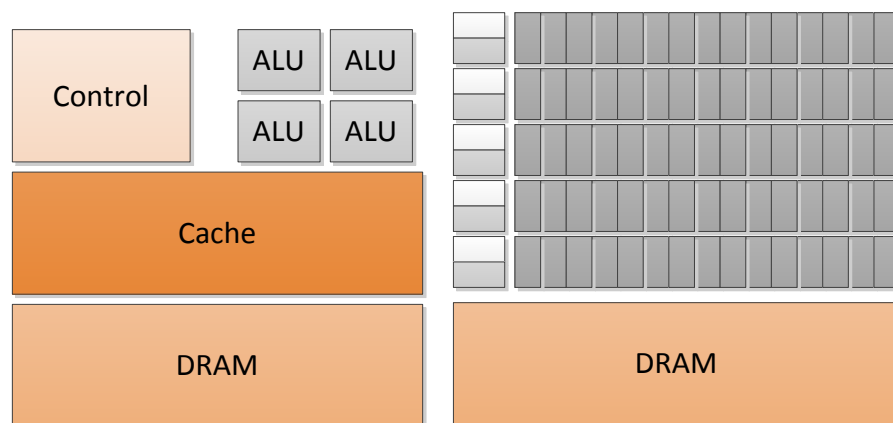 Control
ALU ALU
ALU ALU
Cache
DRAM
DRAM